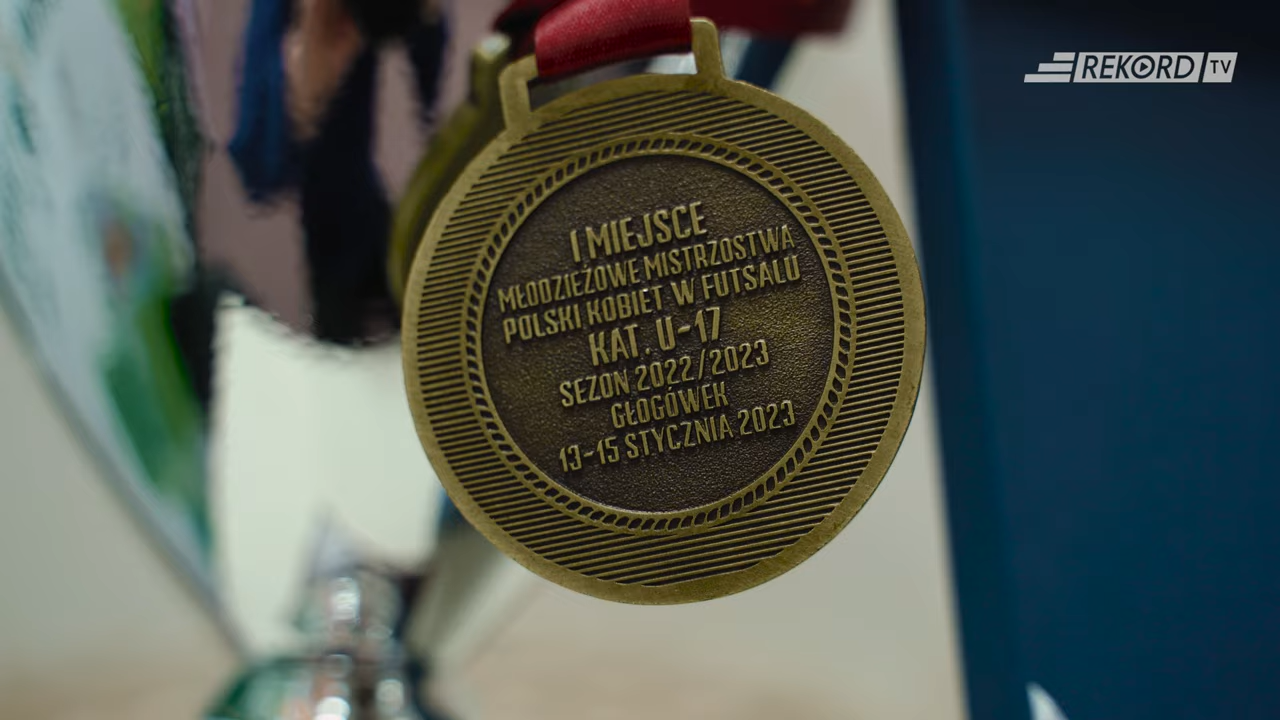 REKORD TV
I MIEJSCE
MŁODZIEŻOWE MISTRZOSTWA
POLSKI KOBIET W FUTSALU
KAT. U-17
SEZON 2022/2023
GŁOGÓWEK
13-15 STYCZNIA 2023